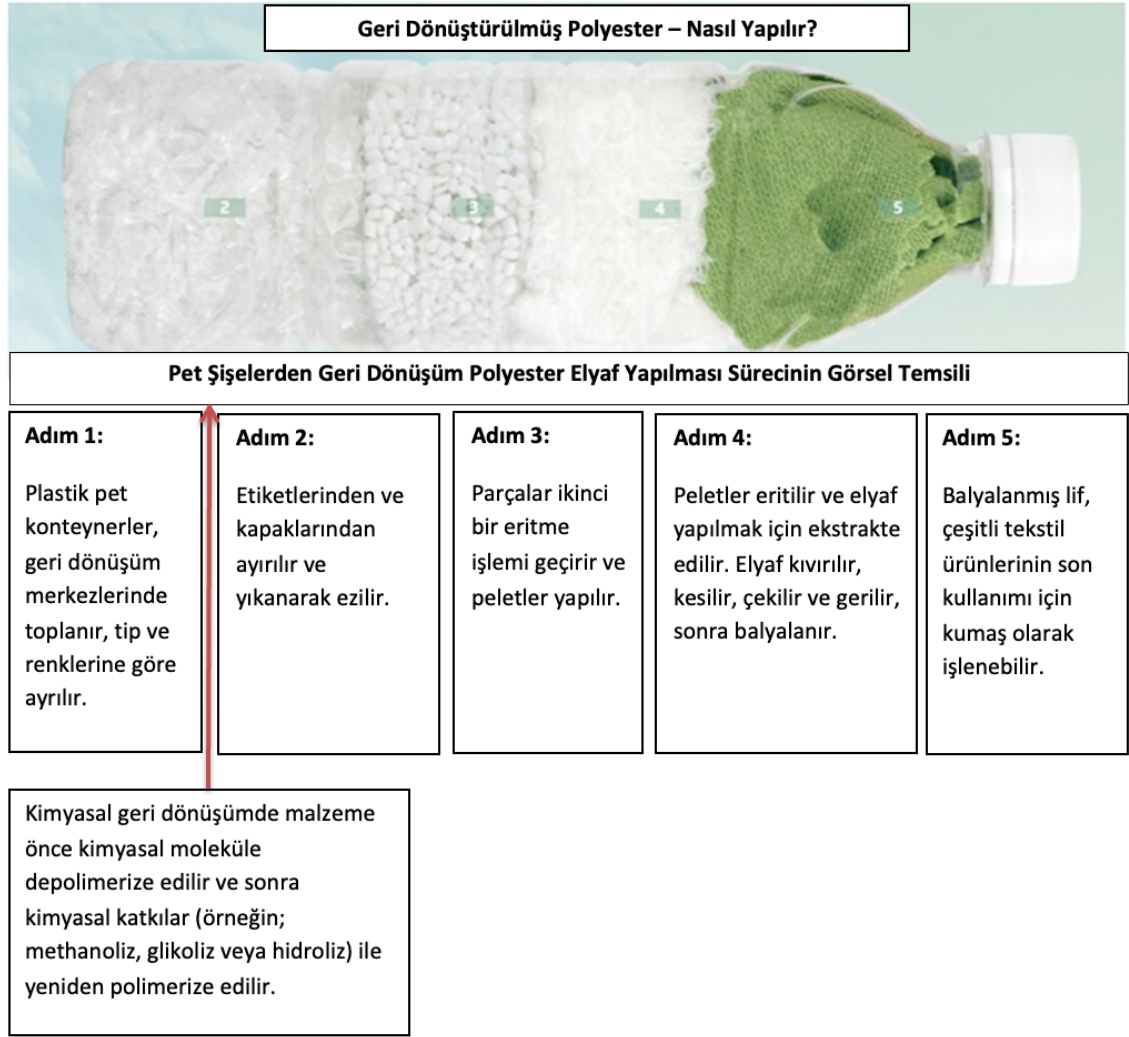 Geri Dönüştürülmüş Polyester – Nasıl Yapılır?
2
3
4
5
Pet Şişelerden Geri Dönüşüm Polyester Elyaf Yapılması Sürecinin Görsel Temsili
Adım 1:
Plastik pet
konteynerler,
geri dönüşüm
merkezlerinde
toplanır, tip ve
renklerine göre
ayrılır.
Adım 2:
Etiketlerinden ve
kapaklarından
ayırılır ve
yıkanarak ezilir.
Adım 3:
Parçalar ikinci
bir eritme
işlemi geçirir ve
peletler yapılır.
Adım 4:
Peletler eritilir ve elyaf
yapılmak için ekstrakte
edilir. Elyaf kıvırılır,
kesilir, çekilir ve gerilir,
sonra balyalanır.
Adım 5:
Balyalanmış lif,
çeşitli tekstil
ürünlerinin son
kullanımı için
kumaş olarak
işlenebilir.
Kimyasal geri dönüşümde malzeme
önce kimyasal moleküle
depolimerize edilir ve sonra
kimyasal katkılar (örneğin;
methanoliz, glikoliz veya hidroliz) ile
yeniden polimerize edilir.